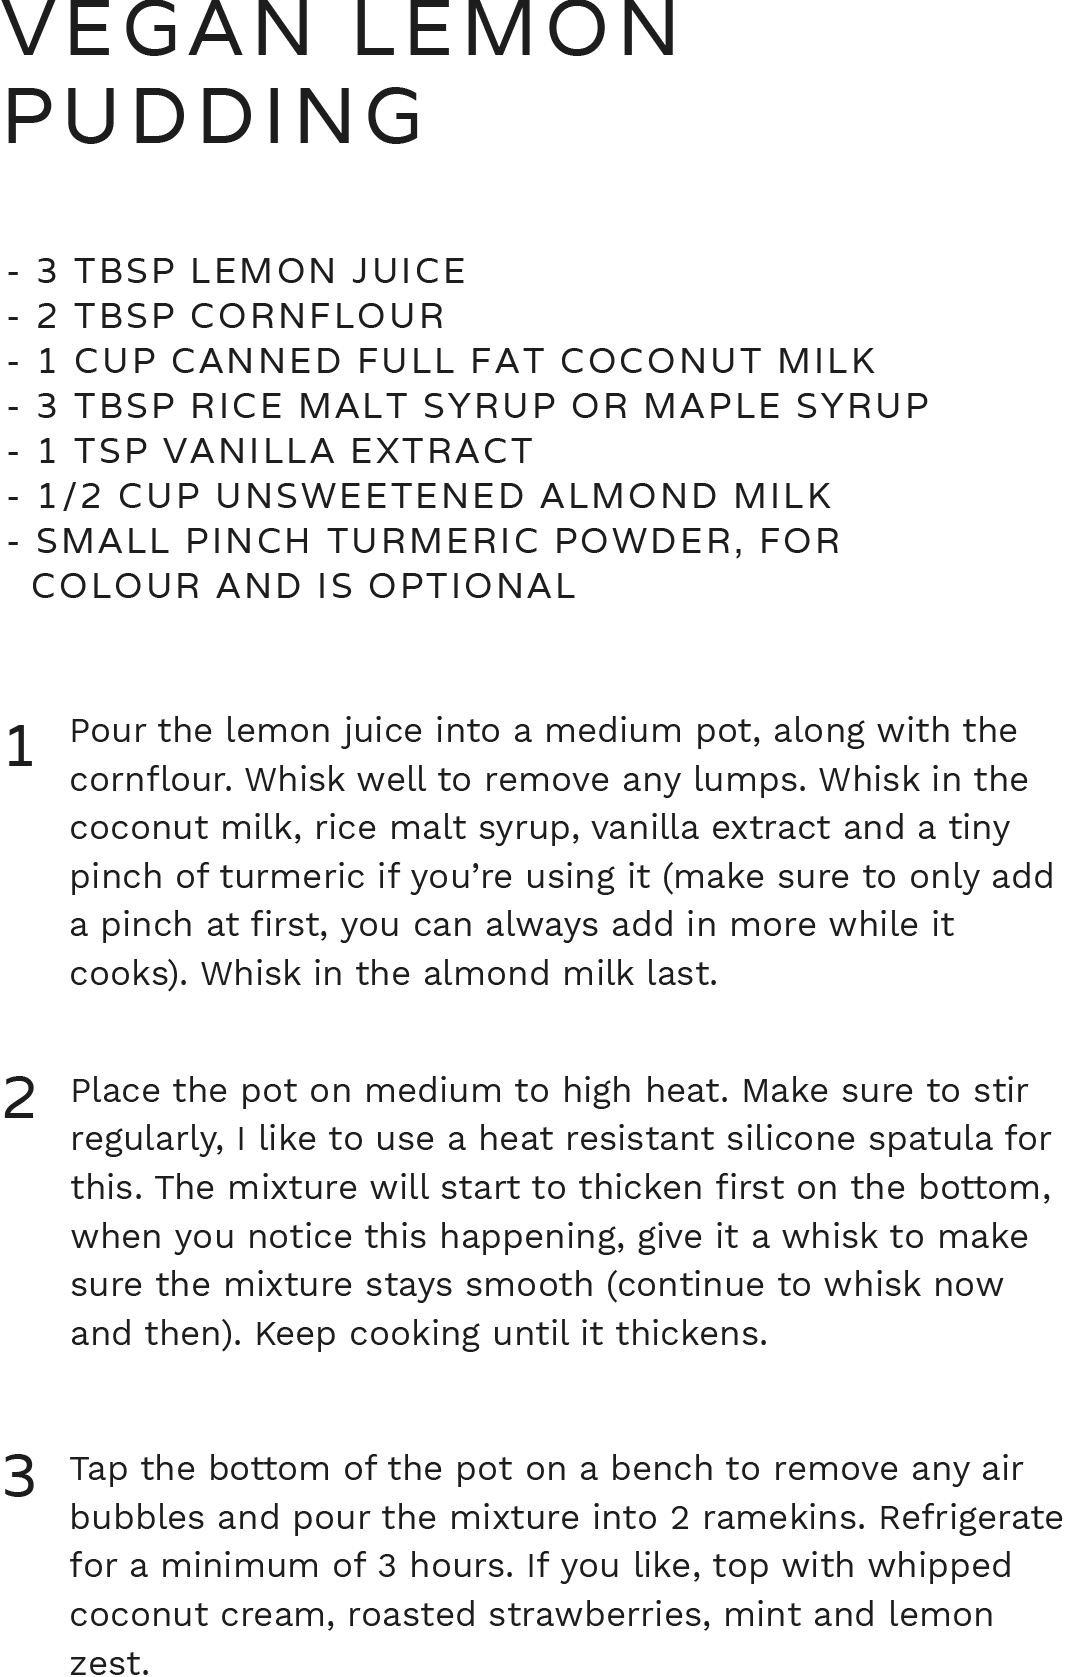 VEGAN LEMON
PUDDING
- 3 TBSP LEMON JUICE
- 2 TBSP CORNFLOUR
- 1 CUP CANNED FULL FAT COCONUT MILK
- 3 TBSP RICE MALT SYRUP OR MAPLE SYRUP
- 1 TSP VANILLA EXTRACT
- 1/2 CUP UNSWEETENED ALMOND MILK
- SMALL PINCH TURMERIC POWDER, FOR
COLOUR AND IS OPTIONAL
1 Pour the lemon juice into a medium pot, along with the
cornflour. Whisk well to remove any lumps. Whisk in the
coconut milk, rice malt syrup, vanilla extract and a tiny
pinch of turmeric if you’re using it (make sure to only add
a pinch at first, you can always add in more while it
cooks). Whisk in the almond milk last.
2 Place the pot on medium to high heat. Make sure to stir
regularly, I like to use a heat resistant silicone spatula for
this. The mixture will start to thicken first on the bottom,
when you notice this happening, give it a whisk to make
sure the mixture stays smooth (continue to whisk now
and then). Keep cooking until it thickens.
3 Tap the bottom of the pot on a bench to remove any air
bubbles and pour the mixture into 2 ramekins. Refrigerate
for a minimum of 3 hours. If you like, top with whipped
coconut cream, roasted strawberries, mint and lemon
zest.